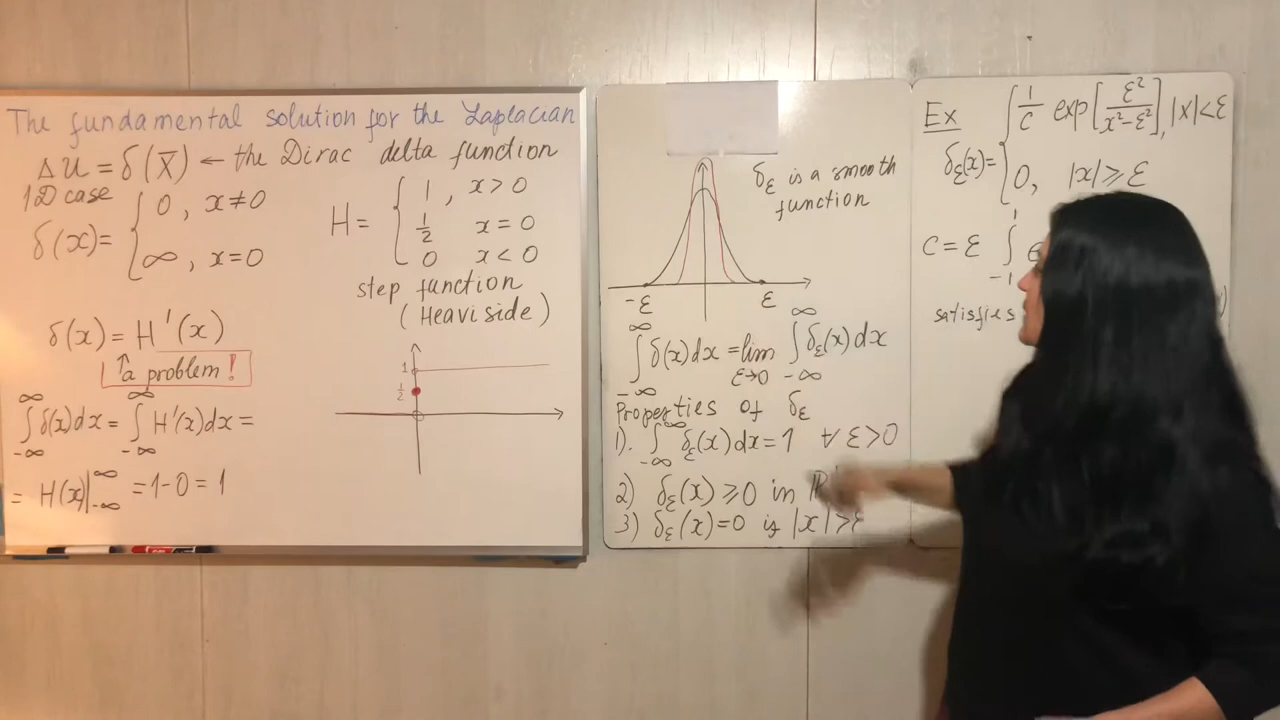 The fundamental solution for the Laplacian
Δu = δ(x̅) ← the Dirac delta function
1D case
δ(x) = { 0, x≠0
∞, x=0
H = { 1, x>0
1/2 x=0
0 x<0
step function
(Heaviside)
δ(x) = H'(x)
↑ a problem!
∫_{-∞}^{∞} δ(x)dx = ∫_{-∞}^{∞} H'(x)dx =
= H(x)|_{-∞}^{∞} = 1-0 = 1
1
1/2
δ_ε is a smooth
function
-ε ε
∫_{-∞}^{∞} δ(x)dx = lim_{ε→0} ∫_{-∞}^{∞} δ_ε(x)dx
Properties of δ_ε
1). ∫_{-∞}^{∞} δ_ε(x)dx = 1 ∀ε>0
2) δ_ε(x) ≥ 0 in
3) δ_ε(x)=0 is |x|≥ε
Ex
δ_ε(x) = { 1/c exp[ε²/(x²-ε²)], |x|<ε
0, |x|≥ε
C = ε ∫_{-1}^{1}
satisfies